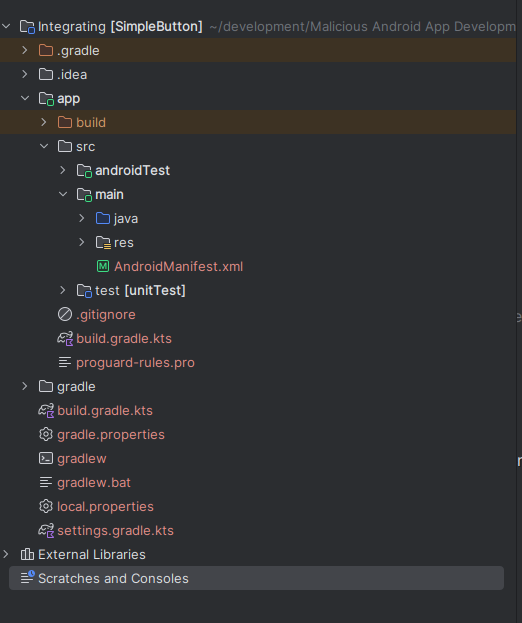 Integrating [SimpleButton] ~/development/Malicious Android App Developm
.gradle
.idea
app
build
src
androidTest
main
java
res
AndroidManifest.xml
test [unitTest]
.gitignore
build.gradle.kts
proguard-rules.pro
gradle
build.gradle.kts
gradle.properties
gradlew
gradlew.bat
local.properties
settings.gradle.kts
External Libraries
Scratches and Consoles